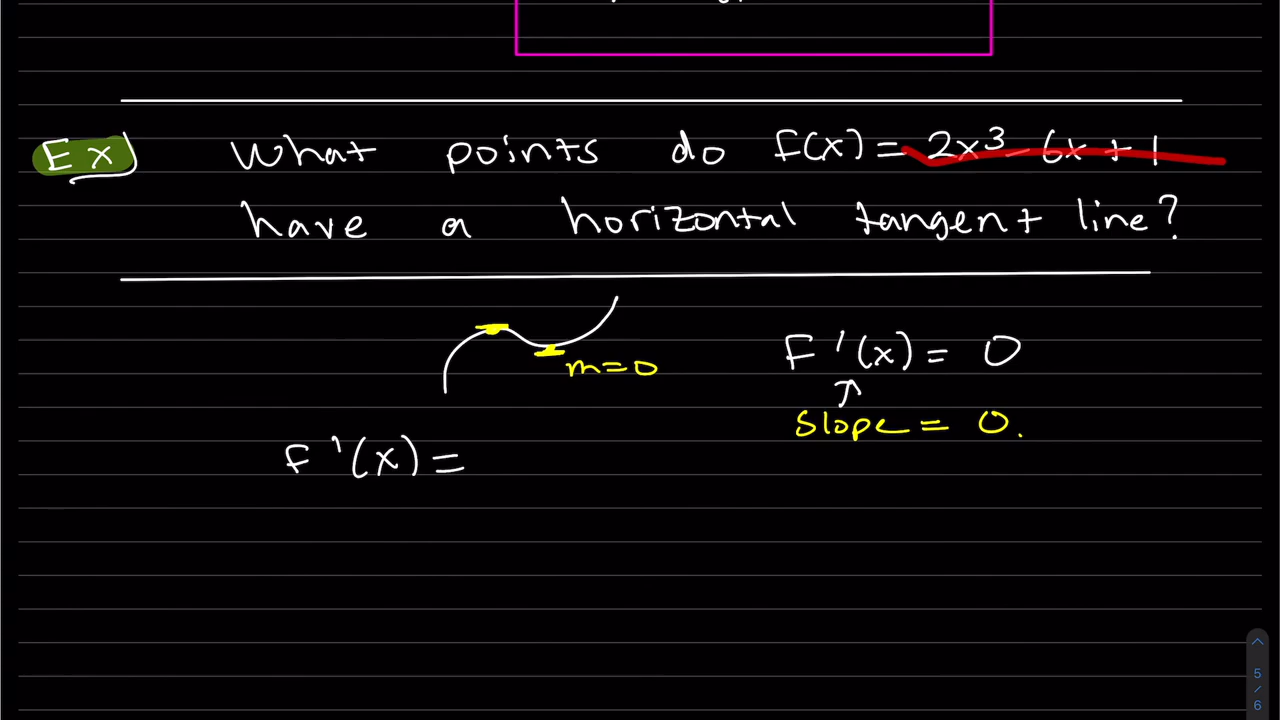 Ex) What points do f(x) = 2x³ - 6x + 1
have a horizontal tangent line?
m=0
f'(x) = 0
slope = 0.
f'(x) =
5
/
6